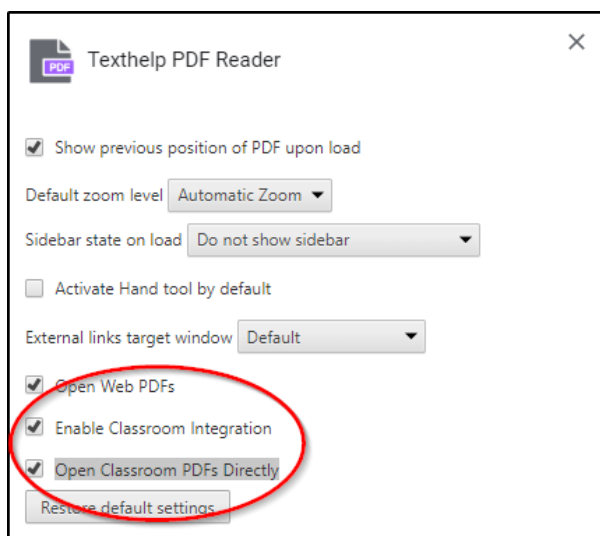 PDF
Texthelp PDF Reader
Show previous position of PDF upon load
Default zoom level Automatic Zoom
Sidebar state on load Do not show sidebar
Activate Hand tool by default
External links target window Default
Open Web PDFs
Enable Classroom Integration
Open Classroom PDFs Directly
Restore default settings